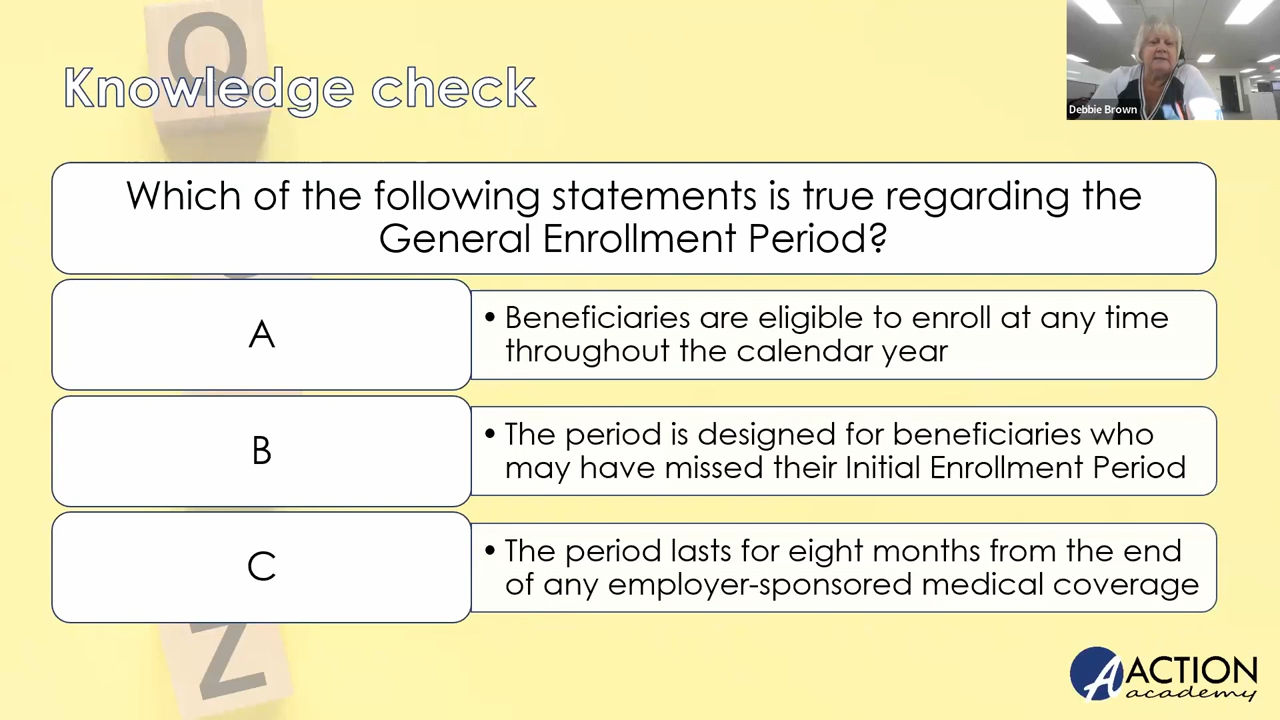 Q
Knowledge check
Debbie Brown
Which of the following statements is true regarding the
General Enrollment Period?
A
• Beneficiaries are eligible to enroll at any time
throughout the calendar year
B
• The period is designed for beneficiaries who
may have missed their Initial Enrollment Period
C
• The period lasts for eight months from the end
of any employer-sponsored medical coverage
Z
A ACTION
academy